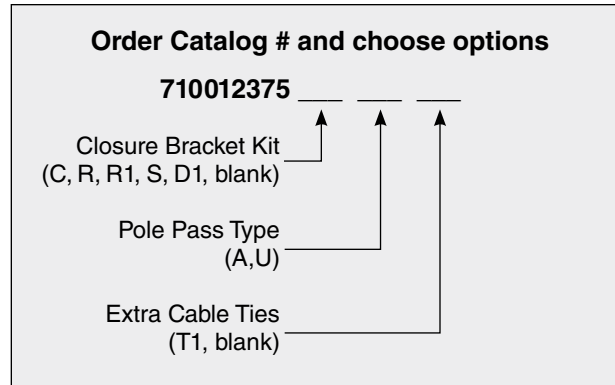 Order Catalog # and choose options
710012375 ___ ___ ___
Closure Bracket Kit
(C, R, R1, S, D1, blank)
Pole Pass Type
(A,U)
Extra Cable Ties
(T1, blank)